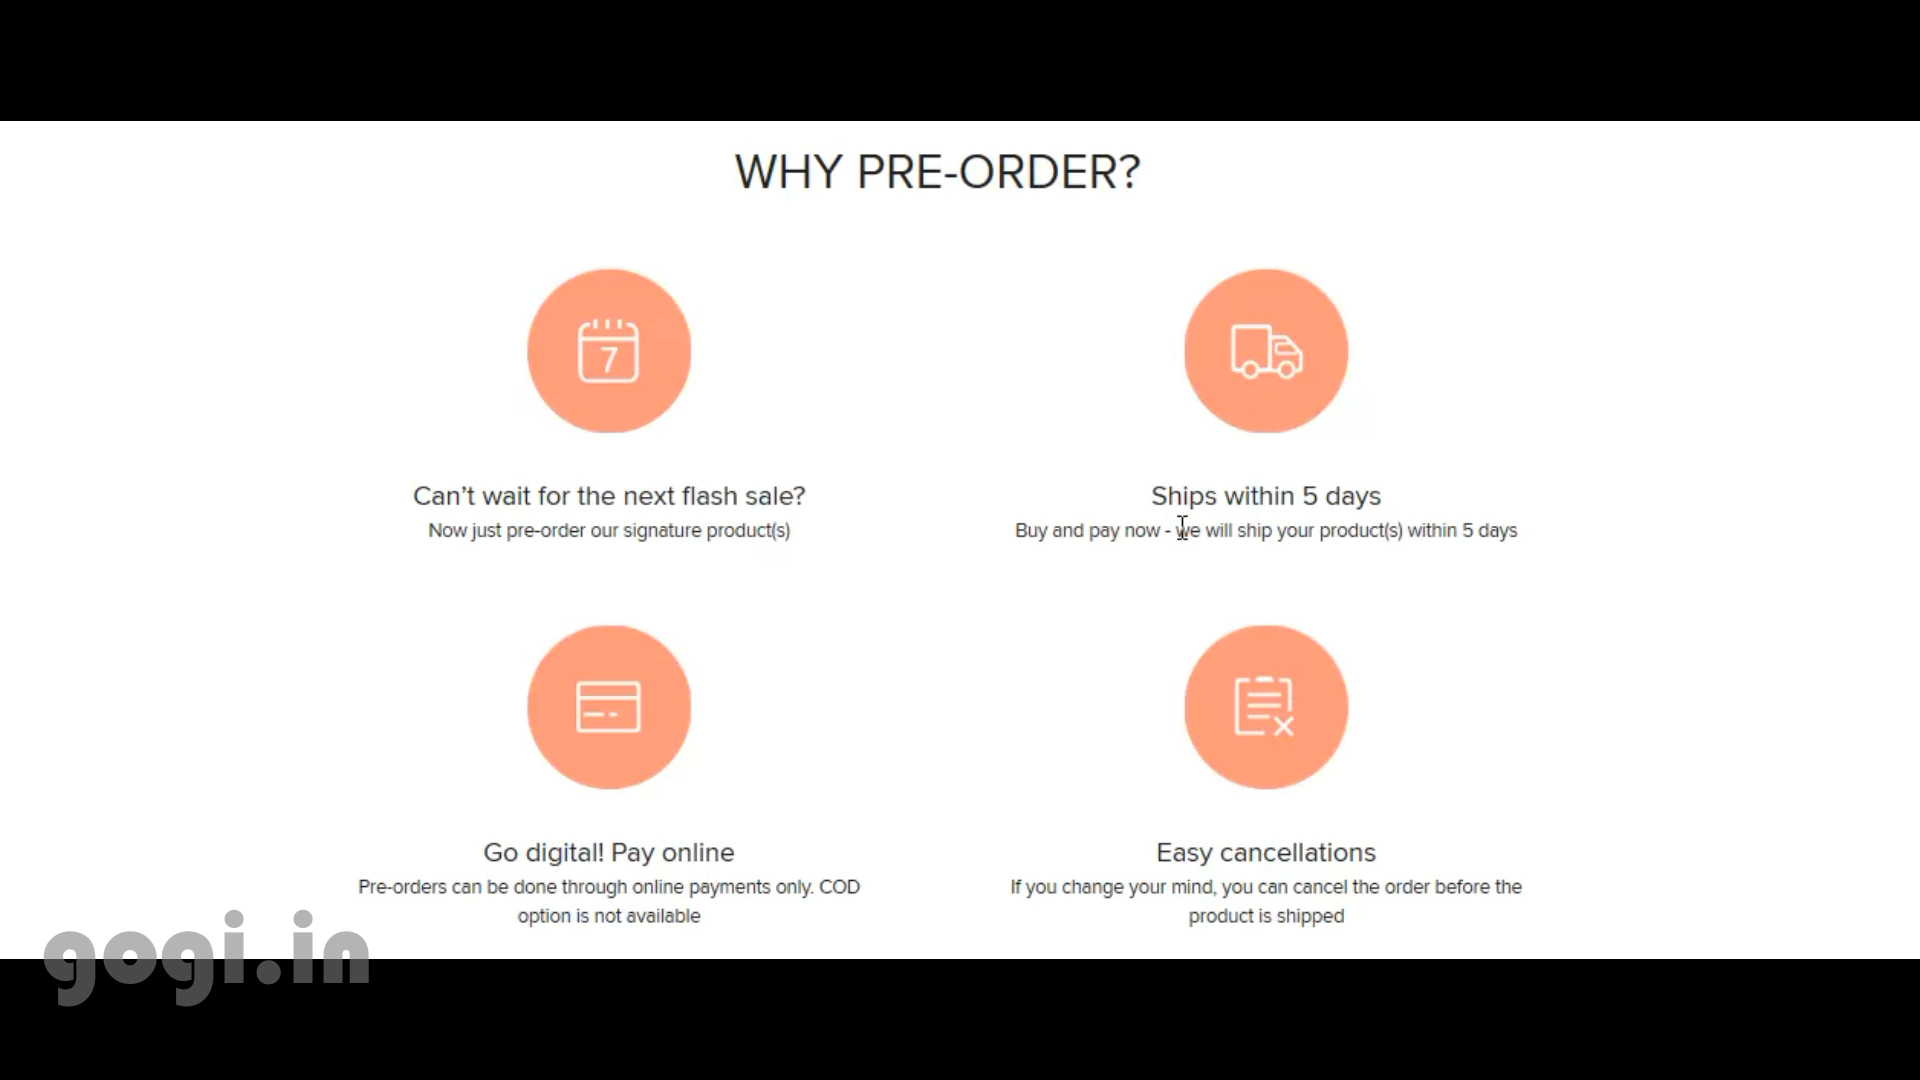 WHY PRE-ORDER?
7
Can't wait for the next flash sale?
Now just pre-order our signature product(s)
Ships within 5 days
Buy and pay now - we will ship your product(s) within 5 days
Go digital! Pay online
Pre-orders can be done through online payments only. COD
option is not available
Easy cancellations
If you change your mind, you can cancel the order before the
product is shipped
gogi.in